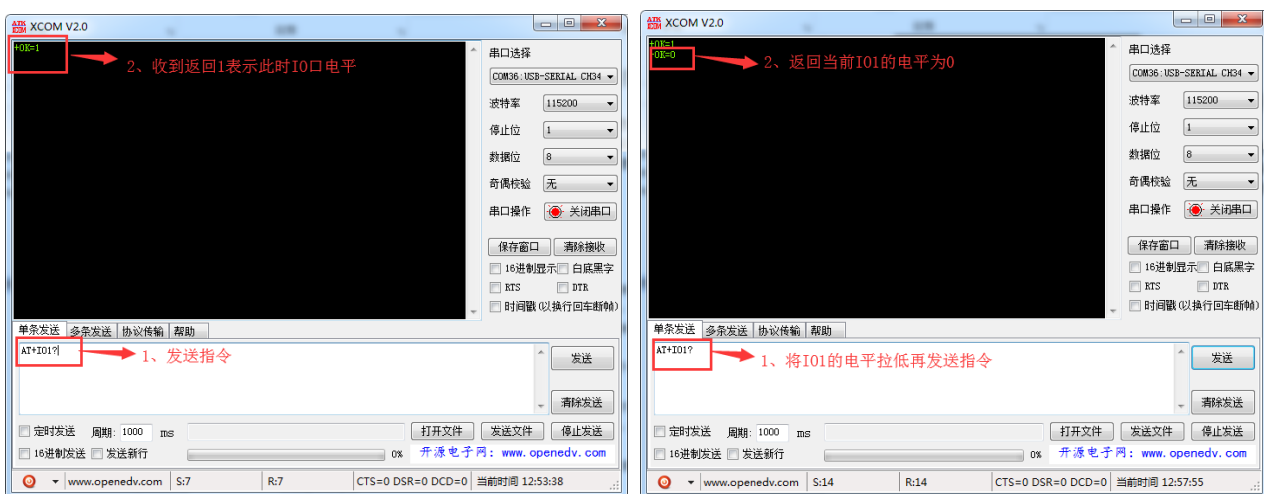 XCOM V2.0
+OK=1
2、收到返回1表示此时IO口电平
串口选择
COM36:USB-SERIAL CH34
波特率 115200
停止位 1
数据位 8
奇偶校验 无
串口操作 关闭串口
保存窗口 清除接收
16进制显示 白底黑字
RTS DTR
时间戳(以换行回车断帧)
单条发送 多条发送 协议传输 帮助
AT+IO1?
1、发送指令
发送
清除发送
定时发送 周期: 1000 ms 打开文件 发送文件 停止发送
16进制发送 发送新行 0% 开源电子网: www.openedv.com
www.openedv.com S:7 R:7 CTS=0 DSR=0 DCD=0 当前时间 12:53:38
XCOM V2.0
+OK=1
+OK=0
2、返回当前IO1的电平为0
串口选择
COM36:USB-SERIAL CH34
波特率 115200
停止位 1
数据位 8
奇偶校验 无
串口操作 关闭串口
保存窗口 清除接收
16进制显示 白底黑字
RTS DTR
时间戳(以换行回车断帧)
单条发送 多条发送 协议传输 帮助
AT+IO1?
1、将IO1的电平拉低再发送指令
发送
清除发送
定时发送 周期: 1000 ms 打开文件 发送文件 停止发送
16进制发送 发送新行 0% 开源电子网: www.openedv.com
www.openedv.com S:14 R:14 CTS=0 DSR=0 DCD=0 当前时间 12:57:55